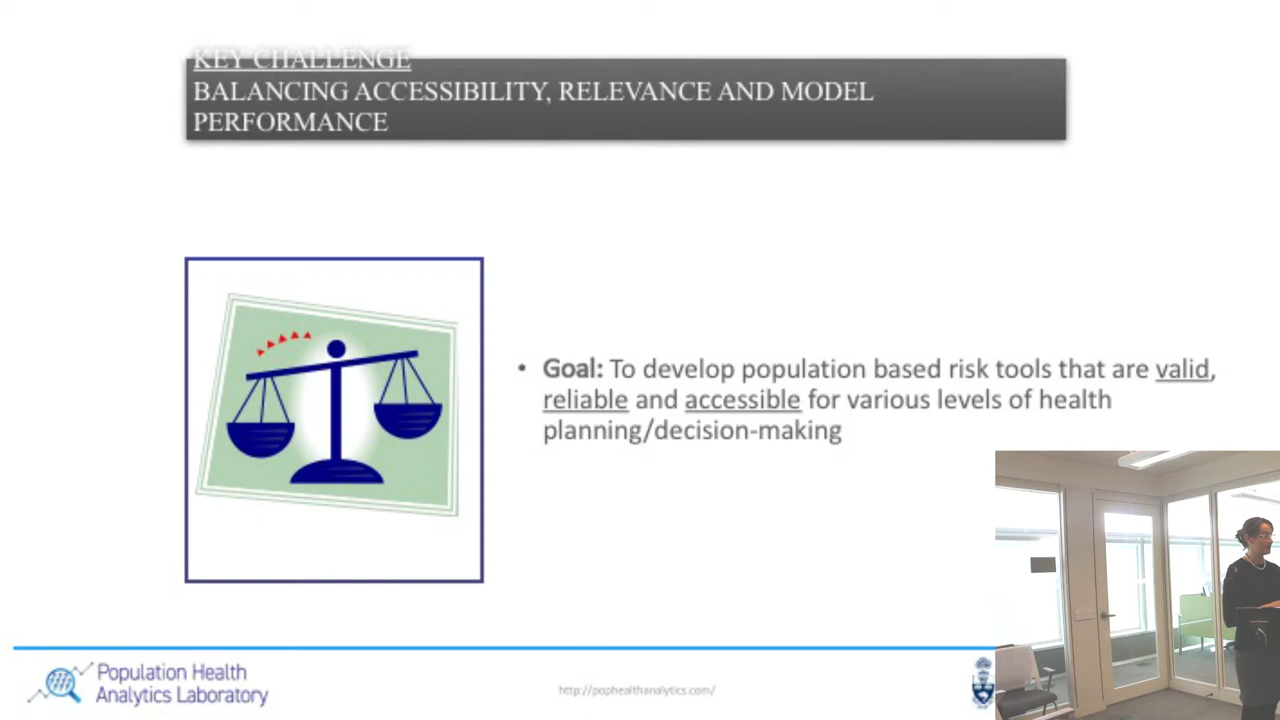 KEY CHALLENGE
BALANCING ACCESSIBILITY, RELEVANCE AND MODEL
PERFORMANCE
• Goal: To develop population based risk tools that are valid,
reliable and accessible for various levels of health
planning/decision-making
Population Health
Analytics Laboratory
http://pophealthanalytics.com/